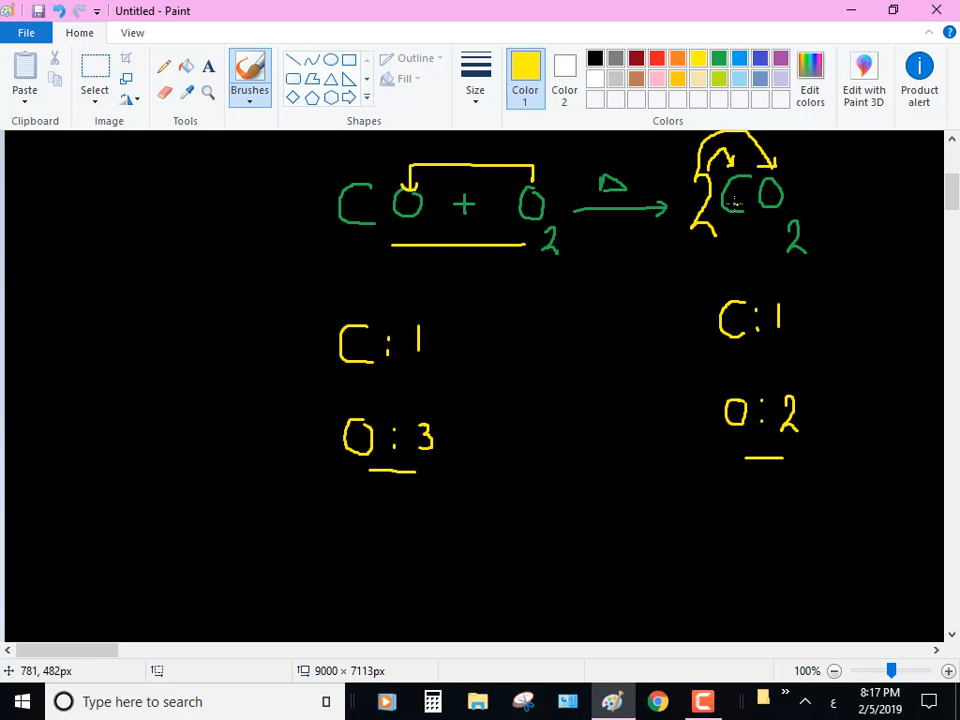 Untitled - Paint
File Home View
Paste Select Brushes Size Color 1 Color 2 Edit colors Edit with Paint 3D Product alert
Outline
Fill
Clipboard Image Tools Shapes Colors
CO + O2 → 2CO2
C : 1 C : 1
O : 3 O : 2
781, 482px 9000 × 7113px 100%
Type here to search ع 8:17 PM
2/5/2019